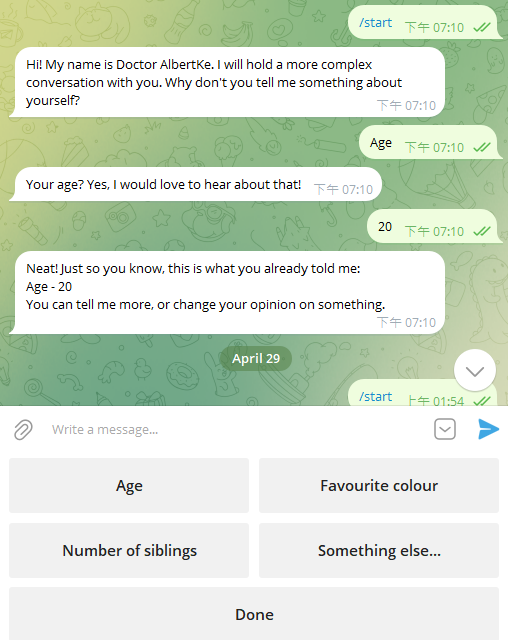 /start 下午 07:10
Hi! My name is Doctor AlbertKe. I will hold a more complex
conversation with you. Why don't you tell me something about
yourself? 下午 07:10
Age 下午 07:10
Your age? Yes, I would love to hear about that! 下午 07:10
20 下午 07:10
Neat! Just so you know, this is what you already told me:
Age - 20
You can tell me more, or change your opinion on something.
下午 07:10
April 29
/start 上午 01:54
Write a message...
Age
Favourite colour
Number of siblings
Something else...
Done